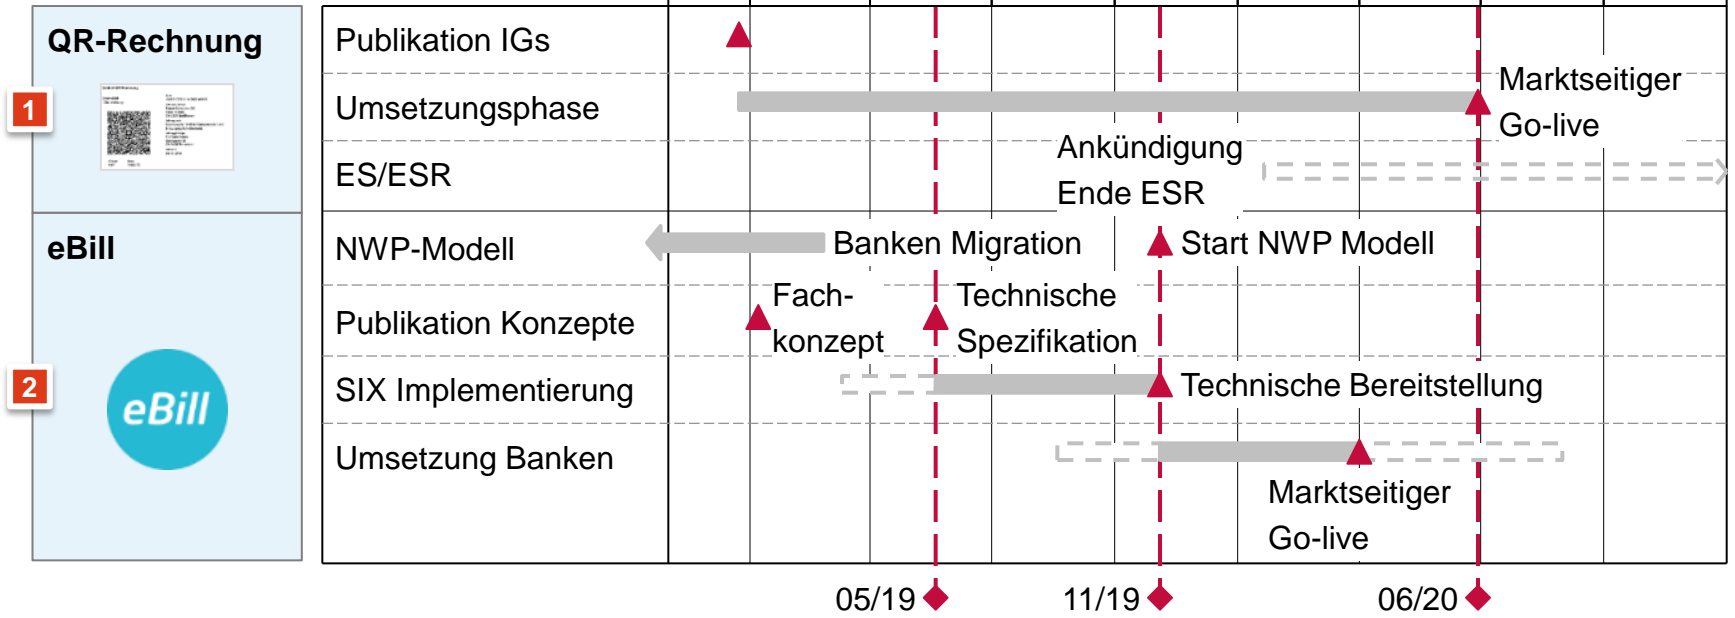 QR-Rechnung
1
Publikation IGs
Umsetzungsphase
Marktseitiger
Go-live
ES/ESR
Ankündigung
Ende ESR
eBill
2
eBill
NWP-Modell
Banken Migration
Start NWP Modell
Publikation Konzepte
Fach-
konzept
Technische
Spezifikation
SIX Implementierung
Technische Bereitstellung
Umsetzung Banken
Marktseitiger
Go-live
05/19
11/19
06/20